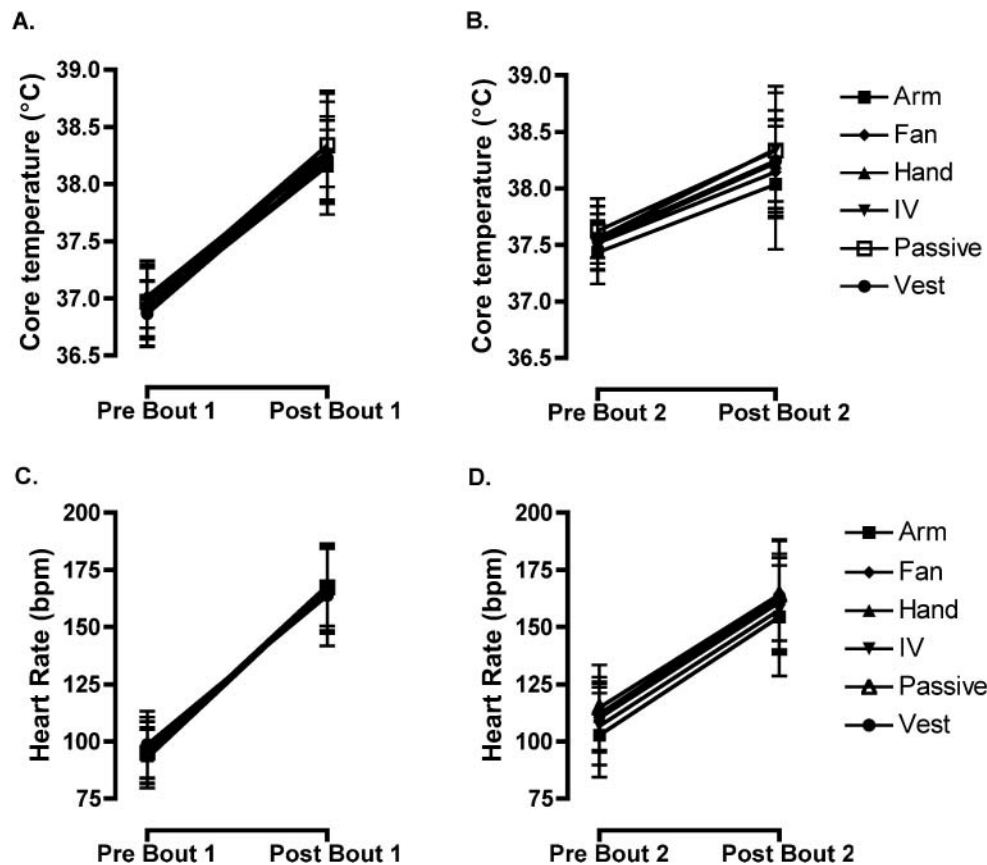 A.
Core temperature (°C)
39.0
38.5
38.0
37.5
37.0
36.5
Pre Bout 1 Post Bout 1
B.
Core temperature (°C)
39.0
38.5
38.0
37.5
37.0
36.5
Pre Bout 2 Post Bout 2
Arm
Fan
Hand
IV
Passive
Vest
C.
Heart Rate (bpm)
200
175
150
125
100
75
Pre Bout 1 Post Bout 1
D.
Heart Rate (bpm)
200
175
150
125
100
75
Pre Bout 2 Post Bout 2
Arm
Fan
Hand
IV
Passive
Vest